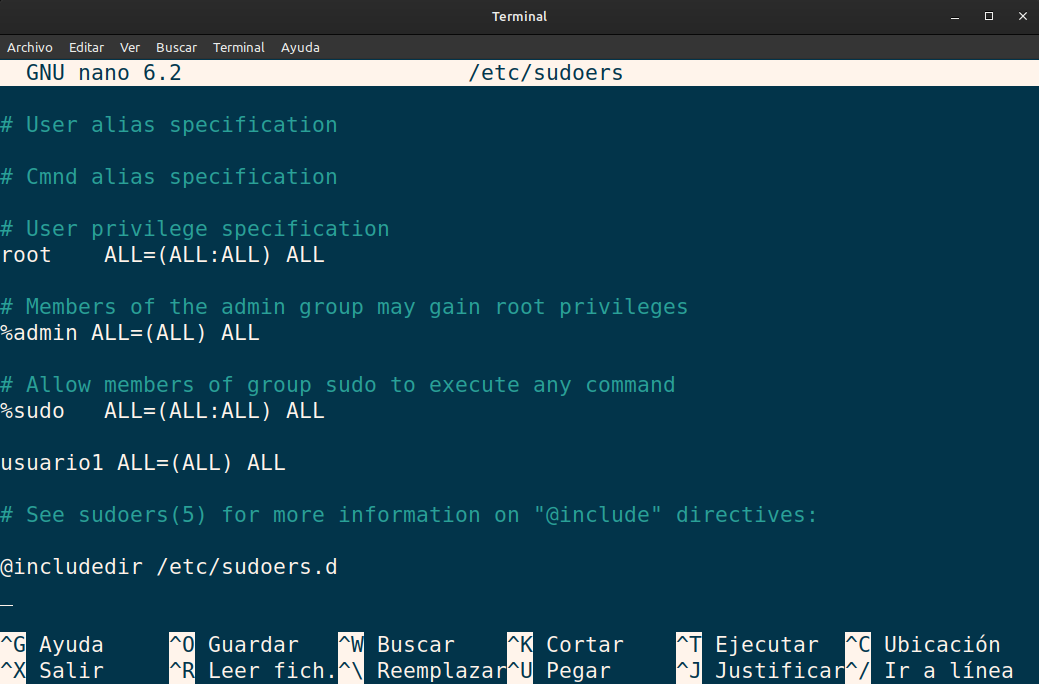 Terminal
Archivo Editar Ver Buscar Terminal Ayuda
GNU nano 6.2 /etc/sudoers
# User alias specification
# Cmnd alias specification
# User privilege specification
root ALL=(ALL:ALL) ALL
# Members of the admin group may gain root privileges
%admin ALL=(ALL) ALL
# Allow members of group sudo to execute any command
%sudo ALL=(ALL:ALL) ALL
usuario1 ALL=(ALL) ALL
# See sudoers(5) for more information on "@include" directives:
@includedir /etc/sudoers.d
^G Ayuda ^O Guardar ^W Buscar ^K Cortar ^T Ejecutar ^C Ubicación
^X Salir ^R Leer fich. ^\ Reemplazar ^U Pegar ^J Justificar ^/ Ir a línea